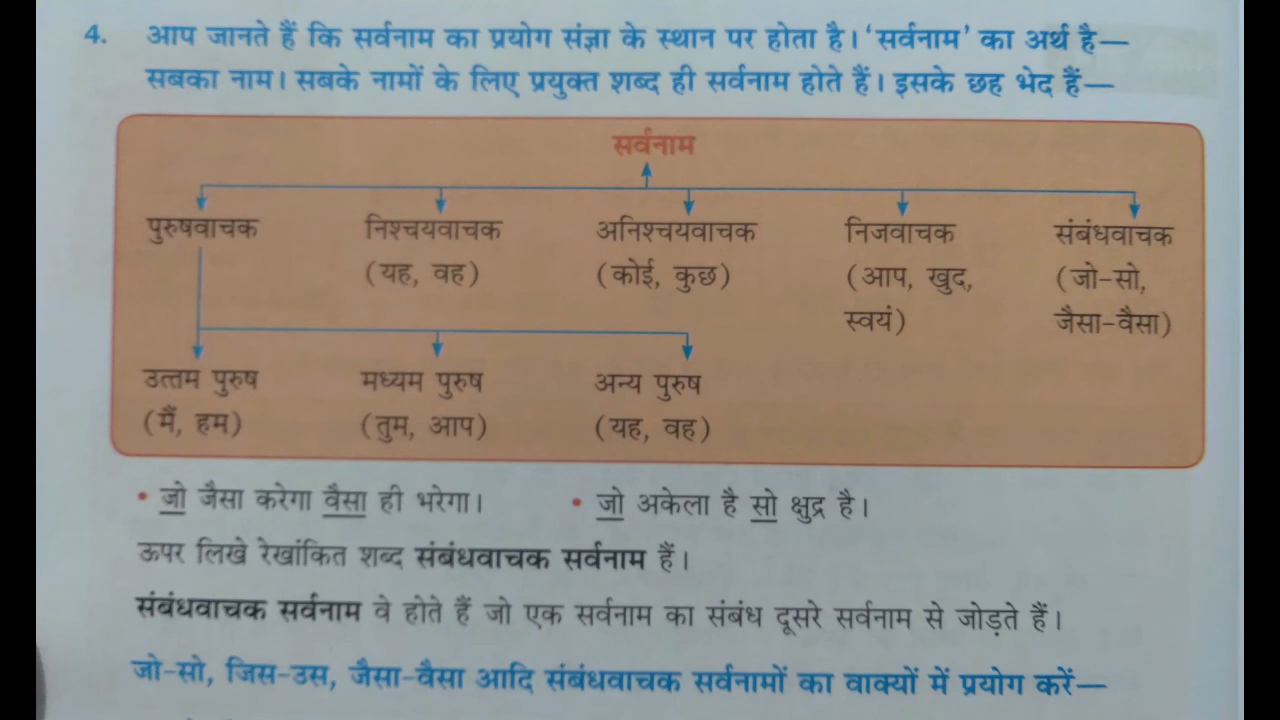 4. आप जानते हैं कि सर्वनाम का प्रयोग संज्ञा के स्थान पर होता है। 'सर्वनाम' का अर्थ है—
सबका नाम। सबके नामों के लिए प्रयुक्त शब्द ही सर्वनाम होते हैं। इसके छह भेद हैं—
सर्वनाम
पुरुषवाचक निश्चयवाचक अनिश्चयवाचक निजवाचक संबंधवाचक
(यह, वह) (कोई, कुछ) (आप, खुद, (जो-सो,
स्वयं) जैसा-वैसा)
उत्तम पुरुष मध्यम पुरुष अन्य पुरुष
(मैं, हम) (तुम, आप) (यह, वह)
• जो जैसा करेगा वैसा ही भरेगा। • जो अकेला है सो क्षुद्र है।
ऊपर लिखे रेखांकित शब्द संबंधवाचक सर्वनाम हैं।
संबंधवाचक सर्वनाम वे होते हैं जो एक सर्वनाम का संबंध दूसरे सर्वनाम से जोड़ते हैं।
जो-सो, जिस-उस, जैसा-वैसा आदि संबंधवाचक सर्वनामों का वाक्यों में प्रयोग करें—